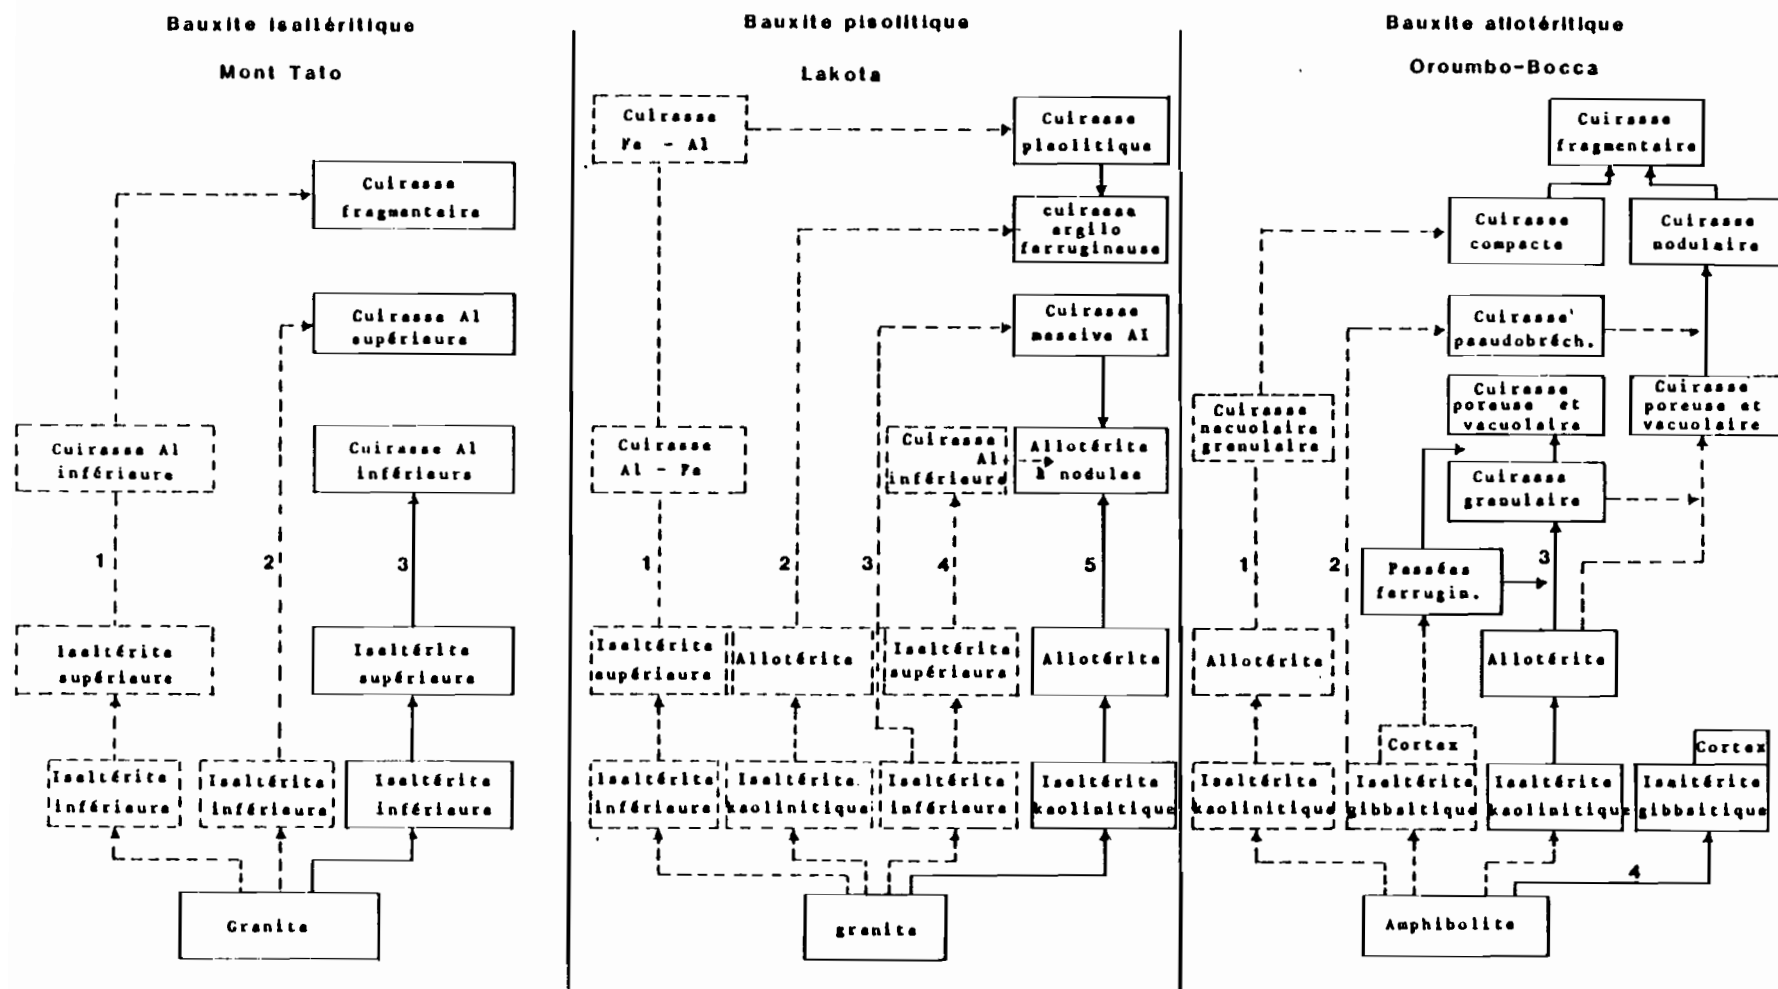 Bauxite isaltéritique
Mont Tato
Cuirasse
fragmentaire
Cuirasse Al
supérieure
Cuirasse Al
inférieure
Cuirasse Al
inférieurs
1
2
3
Isaltérite
supérieure
Isaltérite
supérieure
Isaltérite
inférieure
Isaltérite
inférieure
Isaltérite
inférieure
Granite
Bauxite pisolitique
Lakota
Cuirasse
Fe - Al
Cuirasse
pisolitique
cuirasse
argilo
ferrugineuse
Cuirasse
massive Al
Cuirasse
Al - Fe
Cuirasse
Al
inférieure
Allotérite
à nodules
1
2
3
4
5
Isaltérite
supérieure
Allotérite
Isaltérite
supérieure
Allotérite
Isaltérite
inférieure
Isaltérite
kaolinitique
Isaltérite
inférieure
Isaltérite
kaolinitique
granite
Bauxite allotéritique
Oroumbo-Bocca
Cuirasse
fragmentaire
Cuirasse
compacte
Cuirasse
nodulaire
Cuirasse
pseudobréch.
Cuirasse
nacuolaire
granulaire
Cuirasse
poreuse et
vacuolaire
Cuirasse
poreuse et
vacuolaire
Cuirasse
granulaire
1
2
3
Passées
ferrugin.
Allotérite
Allotérite
Cortex
Cortex
Isaltérite
kaolinitique
Isaltérite
gibbsitique
Isaltérite
kaolinitique
Isaltérite
gibbsitique
4
Amphibolite